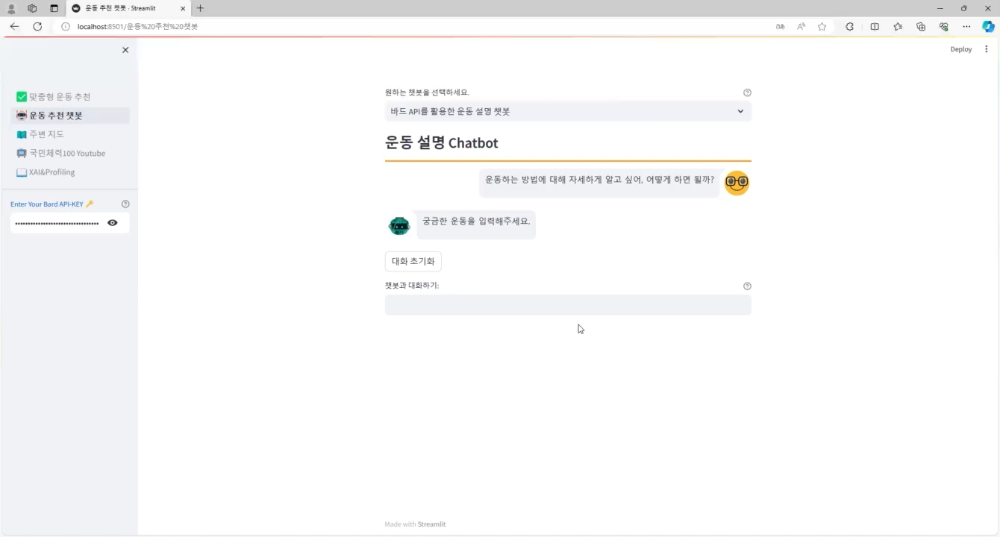 운동 추천 챗봇 · Streamlit
localhost:8501/운동%20추천%20챗봇
Deploy
맞춤형 운동 추천
운동 추천 챗봇
주변 지도
국민체력100 Youtube
XAI&Profiling
Enter Your Bard API-KEY
원하는 챗봇을 선택하세요.
바드 API를 활용한 운동 설명 챗봇
운동 설명 Chatbot
운동하는 방법에 대해 자세하게 알고 싶어, 어떻게 하면 될까?
궁금한 운동을 입력해주세요.
대화 초기화
챗봇과 대화하기:
Made with Streamlit